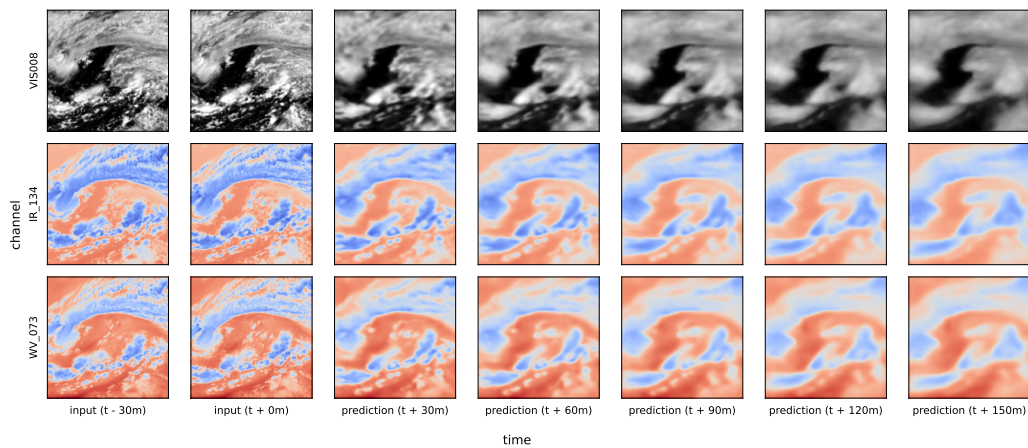 VIS008
channel
IR_134
WV_073
input (t - 30m)
input (t + 0m)
prediction (t + 30m)
prediction (t + 60m)
prediction (t + 90m)
prediction (t + 120m)
prediction (t + 150m)
time